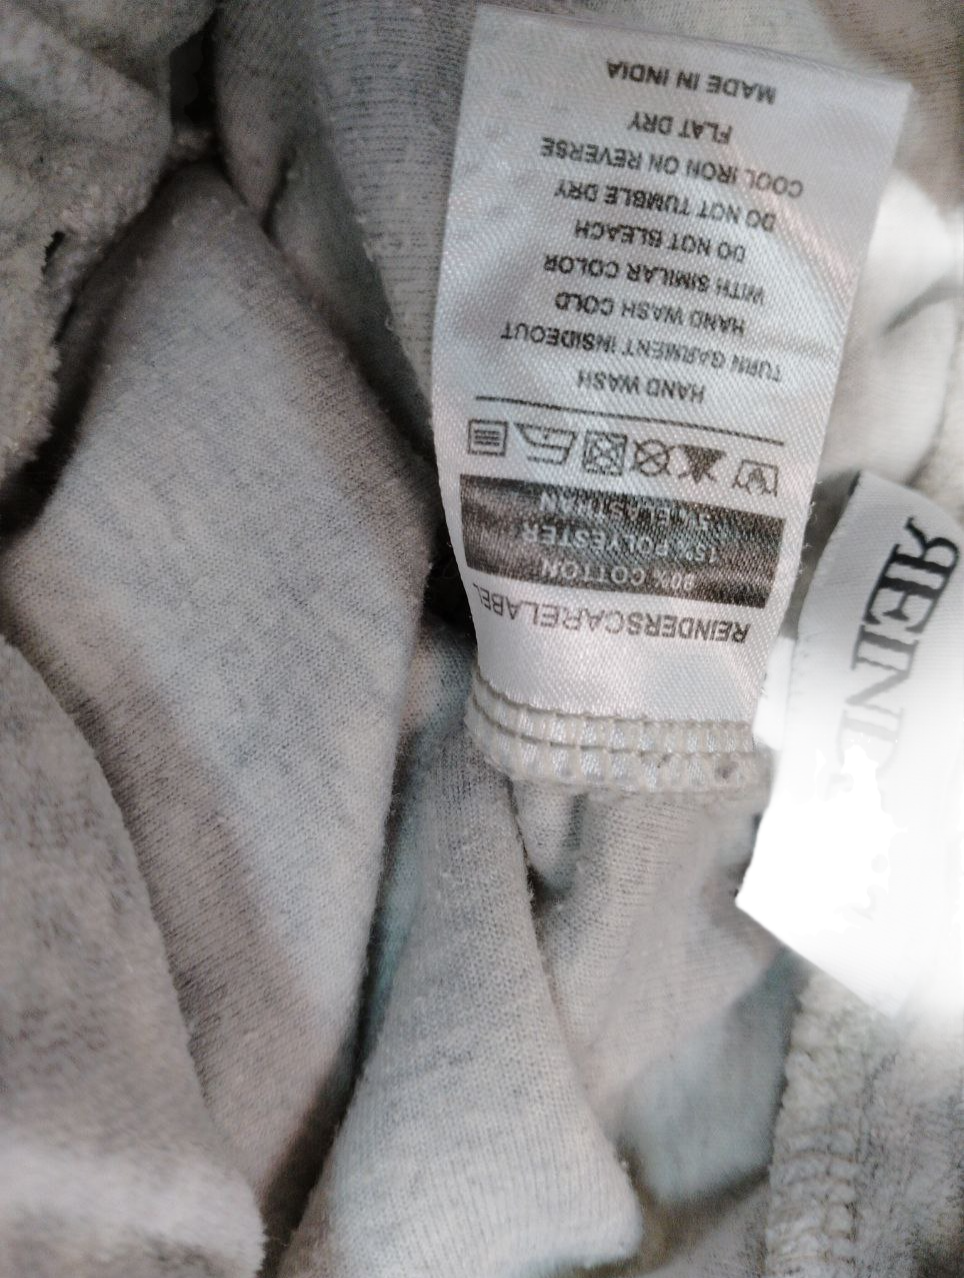 REINDERSCARELABEL
80% COTTON
15% POLYESTER
5% ELASTHAN
HAND WASH
TURN GARMENT INSIDEOUT
HAND WASH COLD
WITH SIMILAR COLOR
DO NOT BLEACH
DO NOT TUMBLE DRY
COOL IRON ON REVERSE
FLAT DRY
MADE IN INDIA
REIND